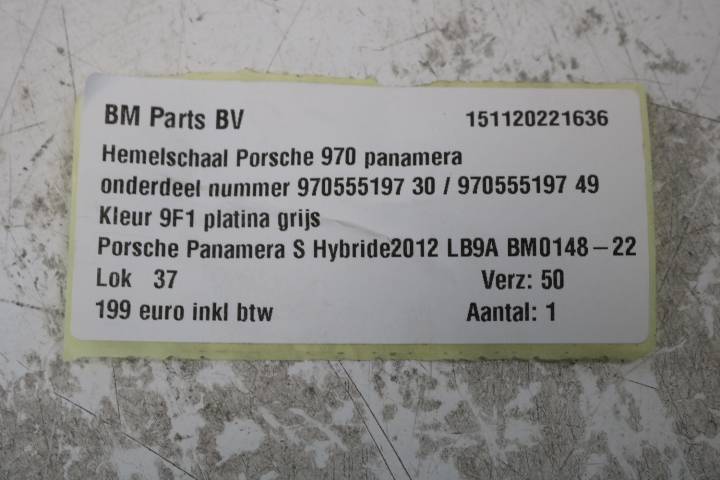 BM Parts BV 151120221636
Hemelschaal Porsche 970 panamera
onderdeel nummer 970555197 30 / 970555197 49
Kleur 9F1 platina grijs
Porsche Panamera S Hybride2012 LB9A BM0148-22
Lok 37 Verz: 50
199 euro inkl btw Aantal: 1